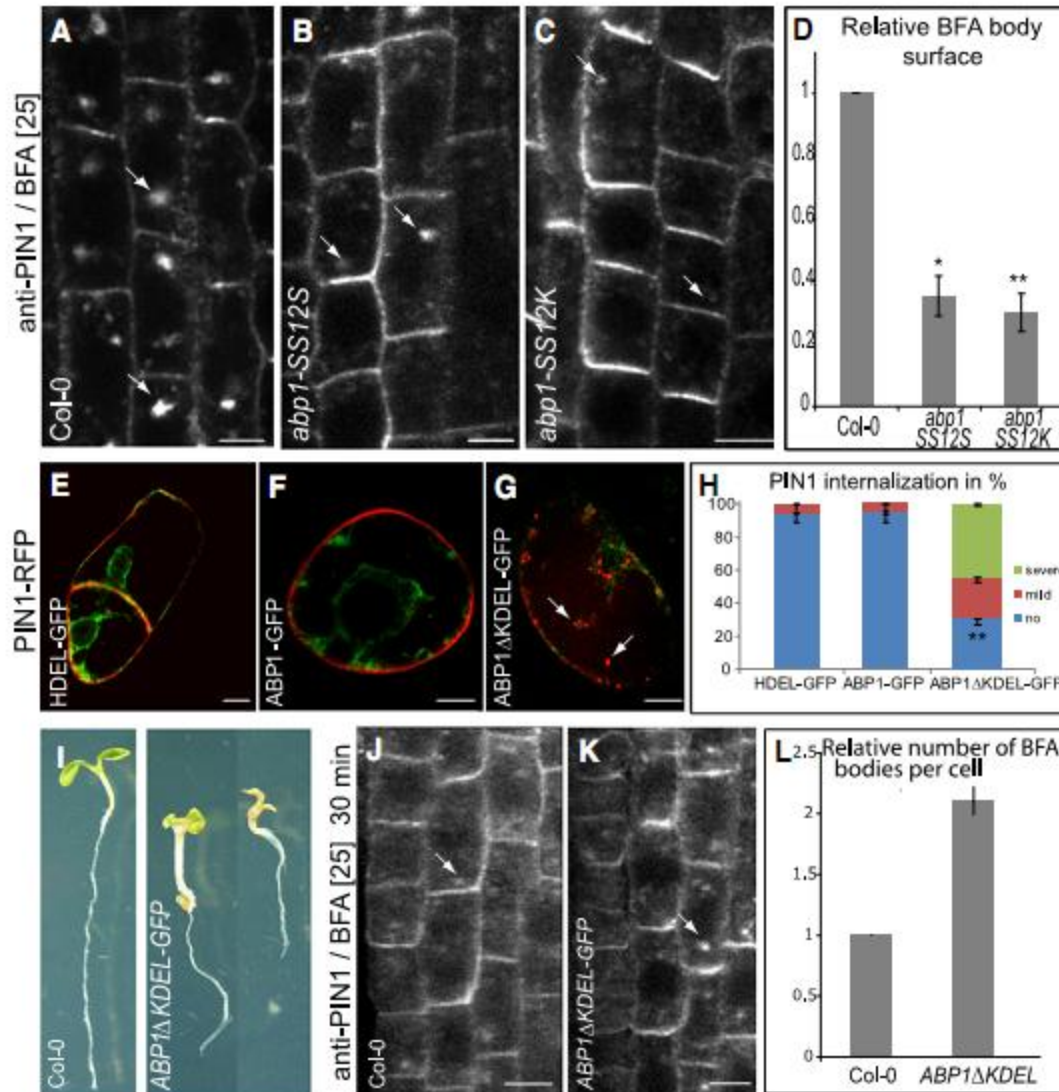 A
B
C
D
Relative BFA body
surface
anti-PIN1 / BFA [25]
Col-0
abp1-SS12S
abp1-SS12K
1
0.8
0.6
0.4
0.2
0
Col-0
abp1
SS12S
abp1
SS12K
*
**
E
F
G
H
PIN1 internalization in %
PIN1-RFP
HDEL-GFP
ABP1-GFP
ABP1ΔKDEL-GFP
100
80
60
40
20
0
severe
mild
no
**
HDEL-GFP
ABP1-GFP
ABP1ΔKDEL-GFP
I
J
K
L
Relative number of BFA
bodies per cell
Col-0
ABP1ΔKDEL-GFP
anti-PIN1 / BFA [25] 30 min
Col-0
ABP1ΔKDEL-GFP
2.5
2
1.5
1
0.5
0
Col-0
ABP1ΔKDEL